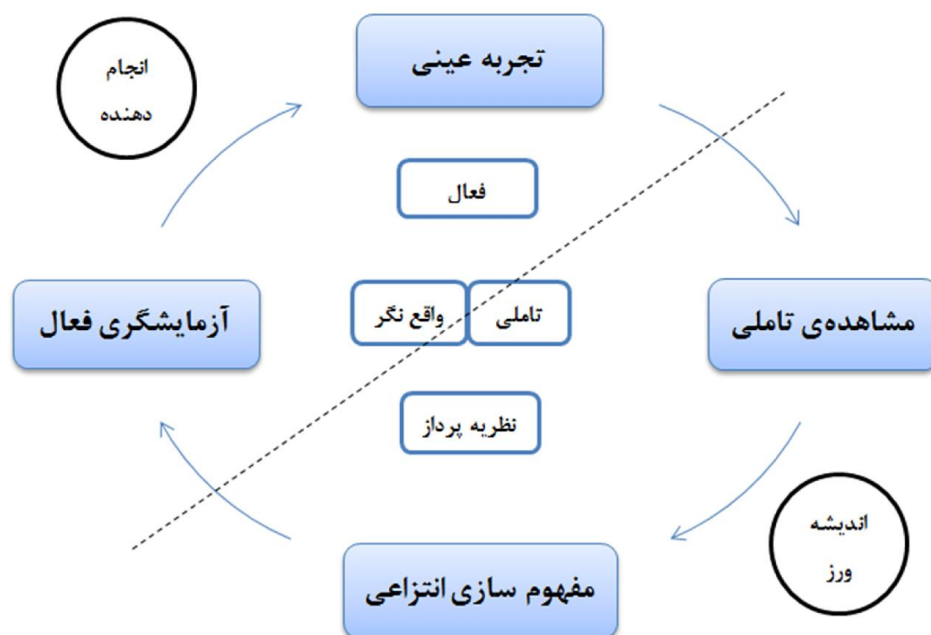 انجام
دهنده
تجربه عینی
فعال
آزمایشگری فعال
واقع نگر
تاملی
مشاهده‌ی تاملی
نظریه پرداز
اندیشه
ورز
مفهوم سازی انتزاعی